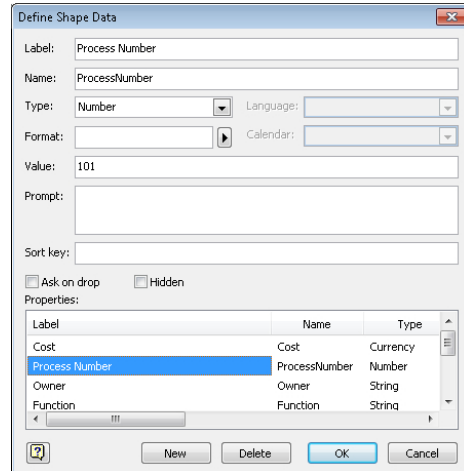 Define Shape Data
Label: Process Number
Name: ProcessNumber
Type: Number Language:
Format: Calendar:
Value: 101
Prompt:
Sort key:
Ask on drop Hidden
Properties:
Label Name Type
Cost Cost Currency
Process Number ProcessNumber Number
Owner Owner String
Function Function String
New Delete OK Cancel